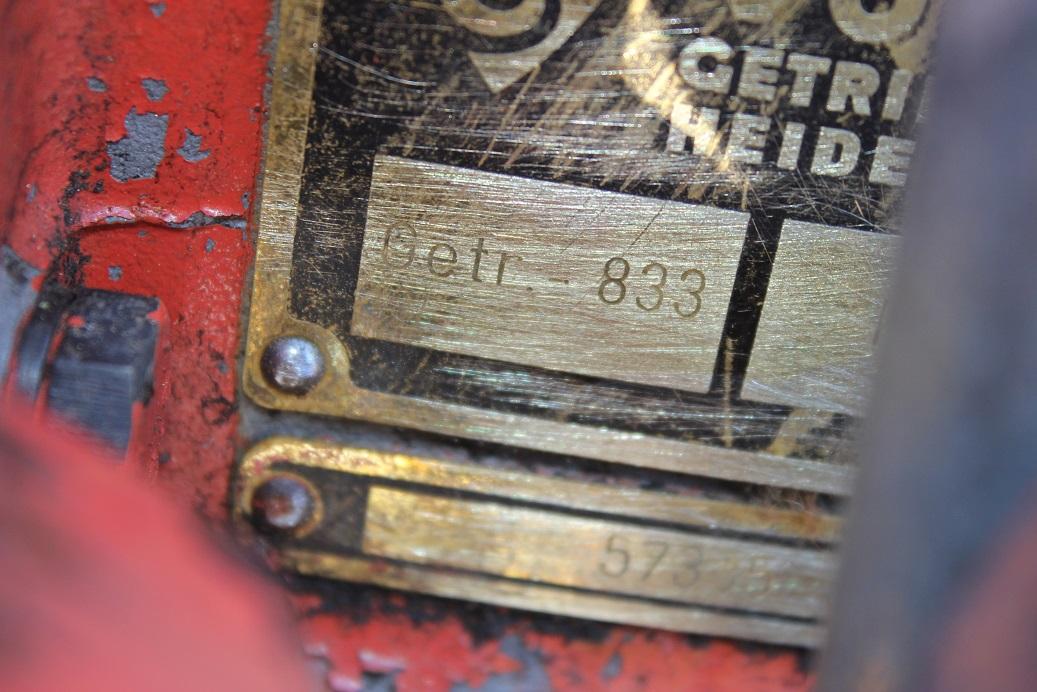 GETRI
HEIDE
Getr.- 833
573